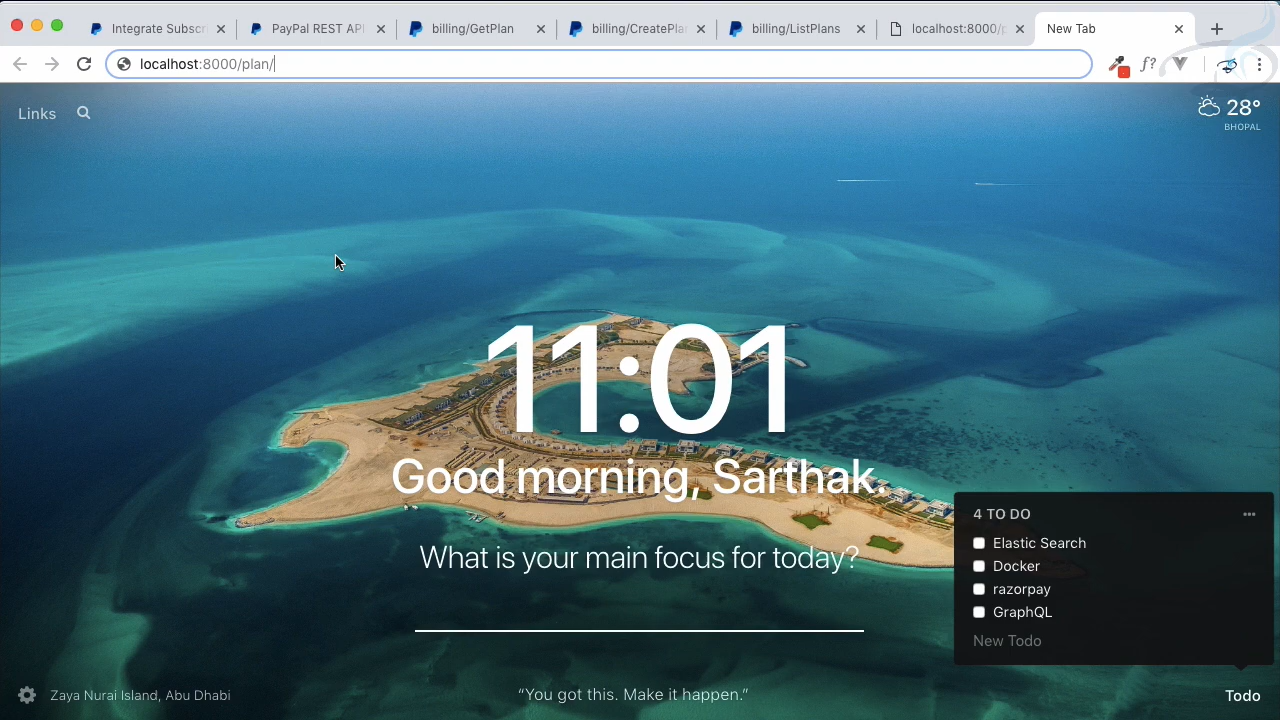 Integrate Subscr
PayPal REST API
billing/GetPlan
billing/CreatePla
billing/ListPlans
localhost:8000/p
New Tab
localhost:8000/plan/
f?
Links
28°
BHOPAL
11:01
Good morning, Sarthak.
What is your main focus for today?
4 TO DO
Elastic Search
Docker
razorpay
GraphQL
New Todo
Zaya Nurai Island, Abu Dhabi
“You got this. Make it happen.”
Todo